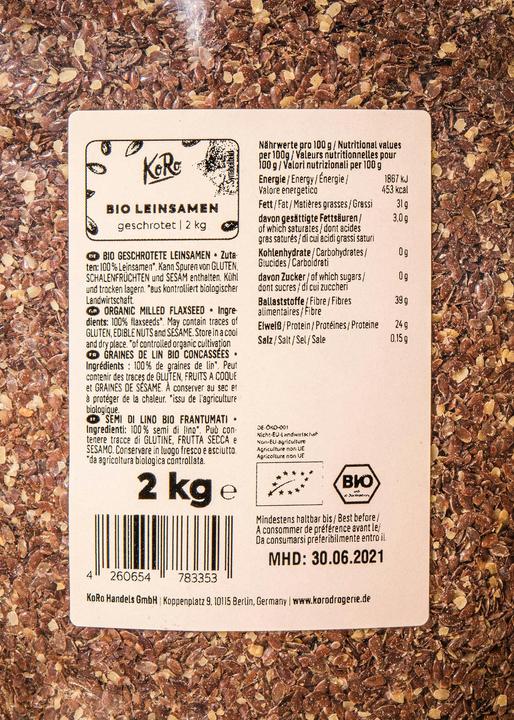 KoRo
BIO LEINSAMEN
geschrotet | 2 kg
DE BIO GESCHROTETE LEINSAMEN • Zuta-
ten: 100% Leinsamen*. Kann Spuren von GLUTEN,
SCHALENFRÜCHTEN und SESAM enthalten. Kühl
und trocken lagern. *aus kontrolliert biologischer
Landwirtschaft.
ORGANIC MILLED FLAXSEED • Ingre-
dients: 100% flaxseeds*. May contain traces of
GLUTEN, EDIBLE NUTS and SESAME. Store in a cool
and dry place. *of controlled organic cultivation
GRAINES DE LIN BIO CONCASSÉES •
Ingrédients : 100% de graines de lin*. Peut
contenir des traces de GLUTEN, FRUITS A COQUE
et GRAINES DE SÉSAME. À conserver au sec et
à protéger de la chaleur. *issu de l'agriculture
biologique.
SEMI DI LINO BIO FRANTUMATI •
Ingredienti: 100% semi di lino*. Può con-
tenere tracce di GLUTINE, FRUTTA SECCA e
SESAMO. Conservare in luogo fresco e asciutto.
*da agricoltura biologica controllata.
2 kg e
4 260654 783353
Nährwerte pro 100 g / Nutritional values
per 100g / Valeurs nutritionnelles pour
100 g / Valori nutrizionali per 100 g
Energie / Energy / Énergie / 1867 kJ
Valore energetico 453 kcal
Fett / Fat / Matières grasses / Grassi 31 g
davon gesättigte Fettsäuren / 3,0 g
of which saturates / dont acides
gras saturés / di cui acidi grassi saturi
Kohlenhydrate / Carbohydrates / 0 g
Glucides / Carboidrati
davon Zucker / of which sugars / 0 g
dont sucres / di cui zuccheri
Ballaststoffe / Fibre / Fibres 39 g
alimentaires / Fibre
Eiweiß / Protein / Protéines / Proteine 24 g
Salz / Salt / Sel / Sale 0,15 g
DE-ÖKO-001
Nicht-EU-Landwirtschaft
Non-EU-agriculture
Agriculture non UE
Agricoltura non UE
BIO
Mindestens haltbar bis / Best before /
A consommer de préférence avant le/
Da consumarsi preferibilmente entro il
MHD: 30.06.2021
KoRo Handels GmbH | Koppenplatz 9, 10115 Berlin, Germany | www.korodrogerie.de